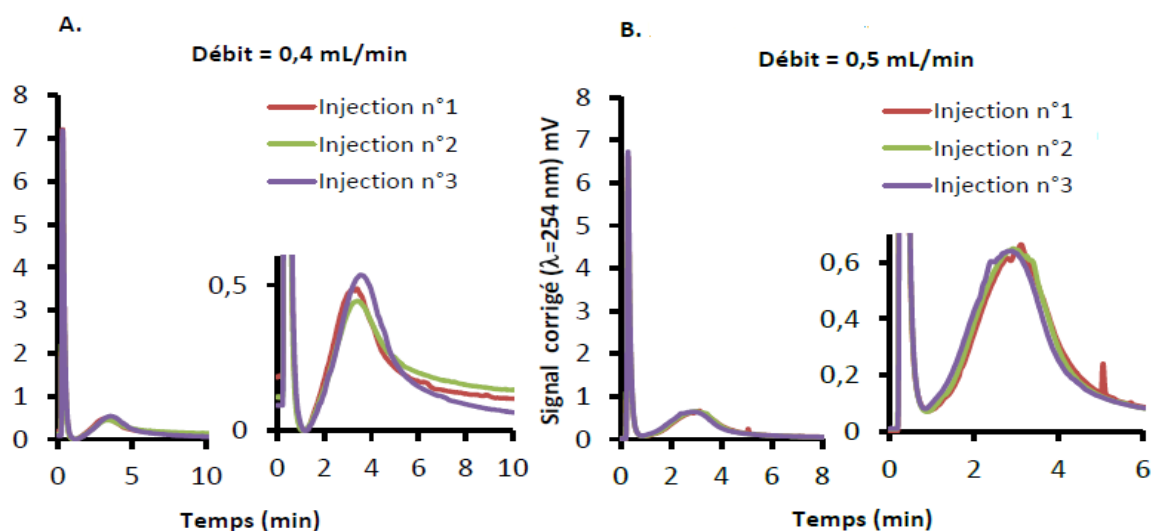 A.
Débit = 0,4 mL/min
8
7
6
5
4
3
2
1
0
0 5 10
Injection n°1
Injection n°2
Injection n°3
0,5
0
0 2 4 6 8 10
Temps (min)
B.
Débit = 0,5 mL/min
Signal corrigé (λ=254 nm) mV
8
7
6
5
4
3
2
1
0
0 2 4 6 8
Injection n°1
Injection n°2
Injection n°3
0,6
0,4
0,2
0
0 2 4 6
Temps (min)